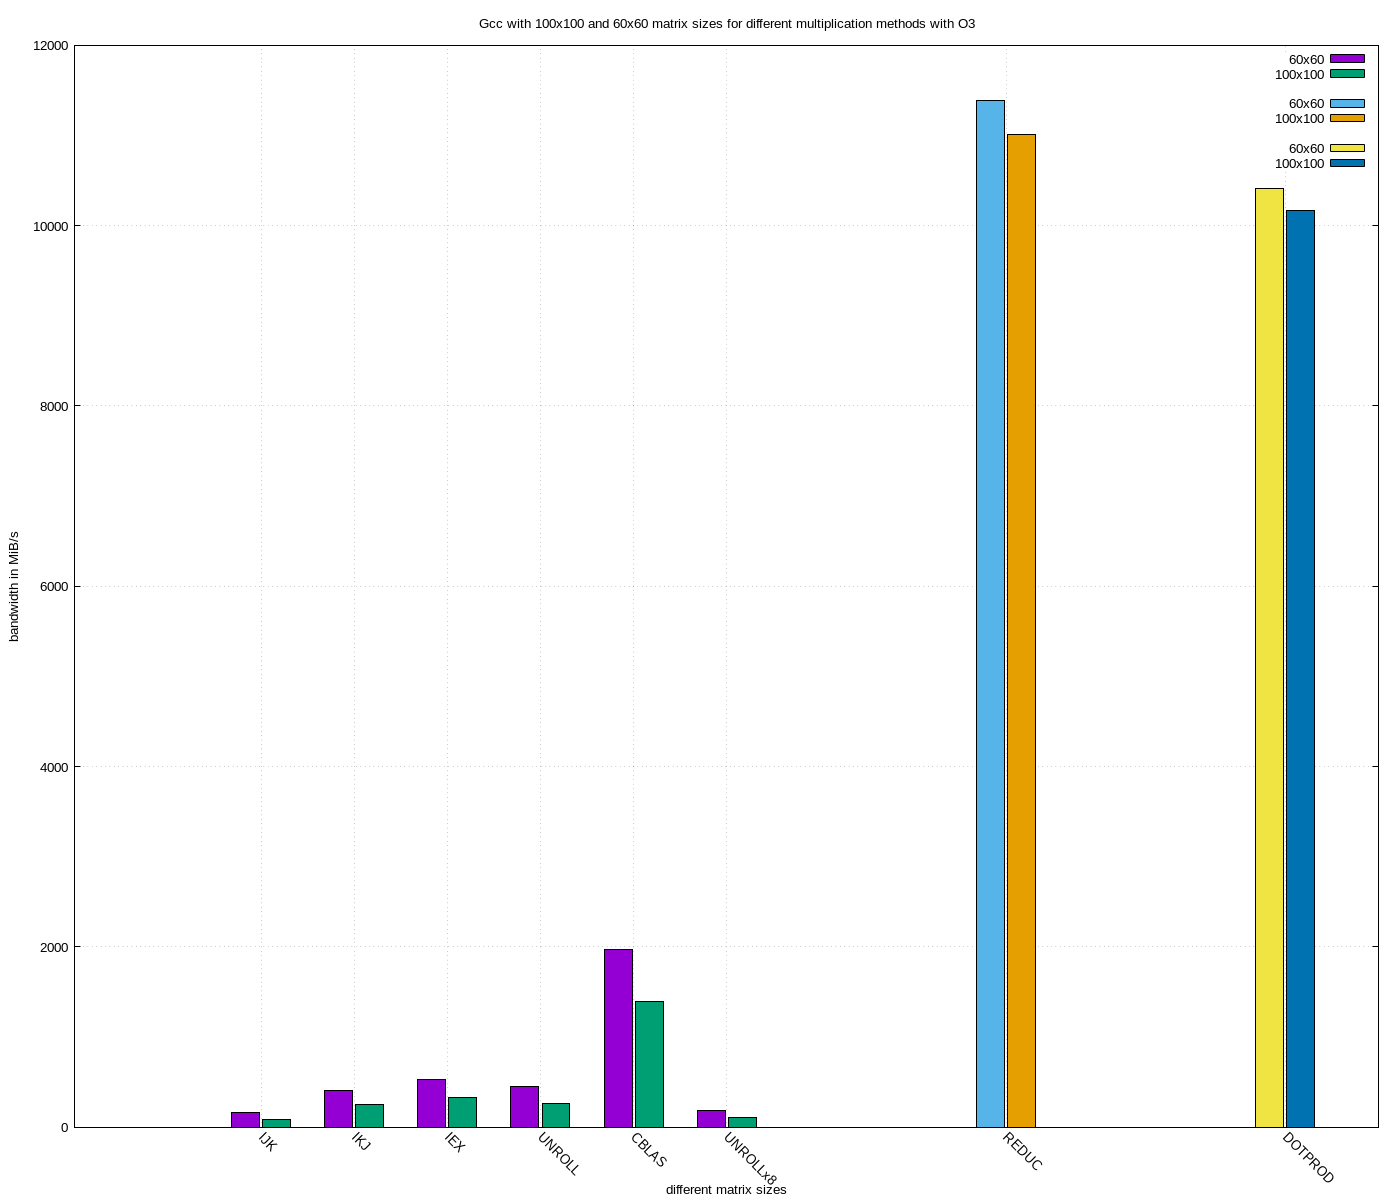 Gcc with 100x100 and 60x60 matrix sizes for different multiplication methods with O3
12000
10000
8000
6000
4000
2000
0
bandwidth in MiB/s
60x60
100x100
60x60
100x100
60x60
100x100
IJK
IKJ
IEX
UNROLL
CBLAS
UNROLLx8
REDUC
DOTPROD
different matrix sizes